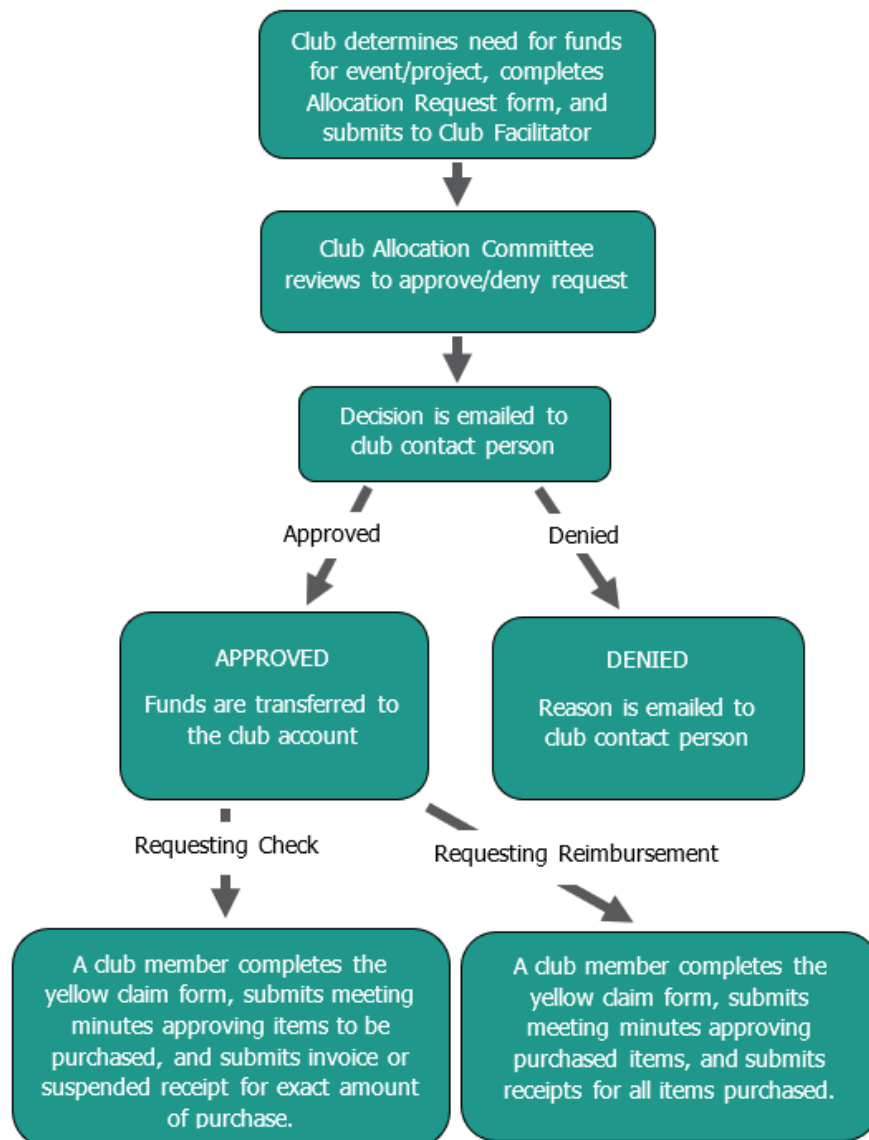 Club determines need for funds
for event/project, completes
Allocation Request form, and
submits to Club Facilitator
Club Allocation Committee
reviews to approve/deny request
Decision is emailed to
club contact person
Approved
Denied
APPROVED
Funds are transferred to
the club account
DENIED
Reason is emailed to
club contact person
Requesting Check
Requesting Reimbursement
A club member completes the
yellow claim form, submits meeting
minutes approving items to be
purchased, and submits invoice or
suspended receipt for exact amount
of purchase.
A club member completes the
yellow claim form, submits
meeting minutes approving
purchased items, and submits
receipts for all items purchased.